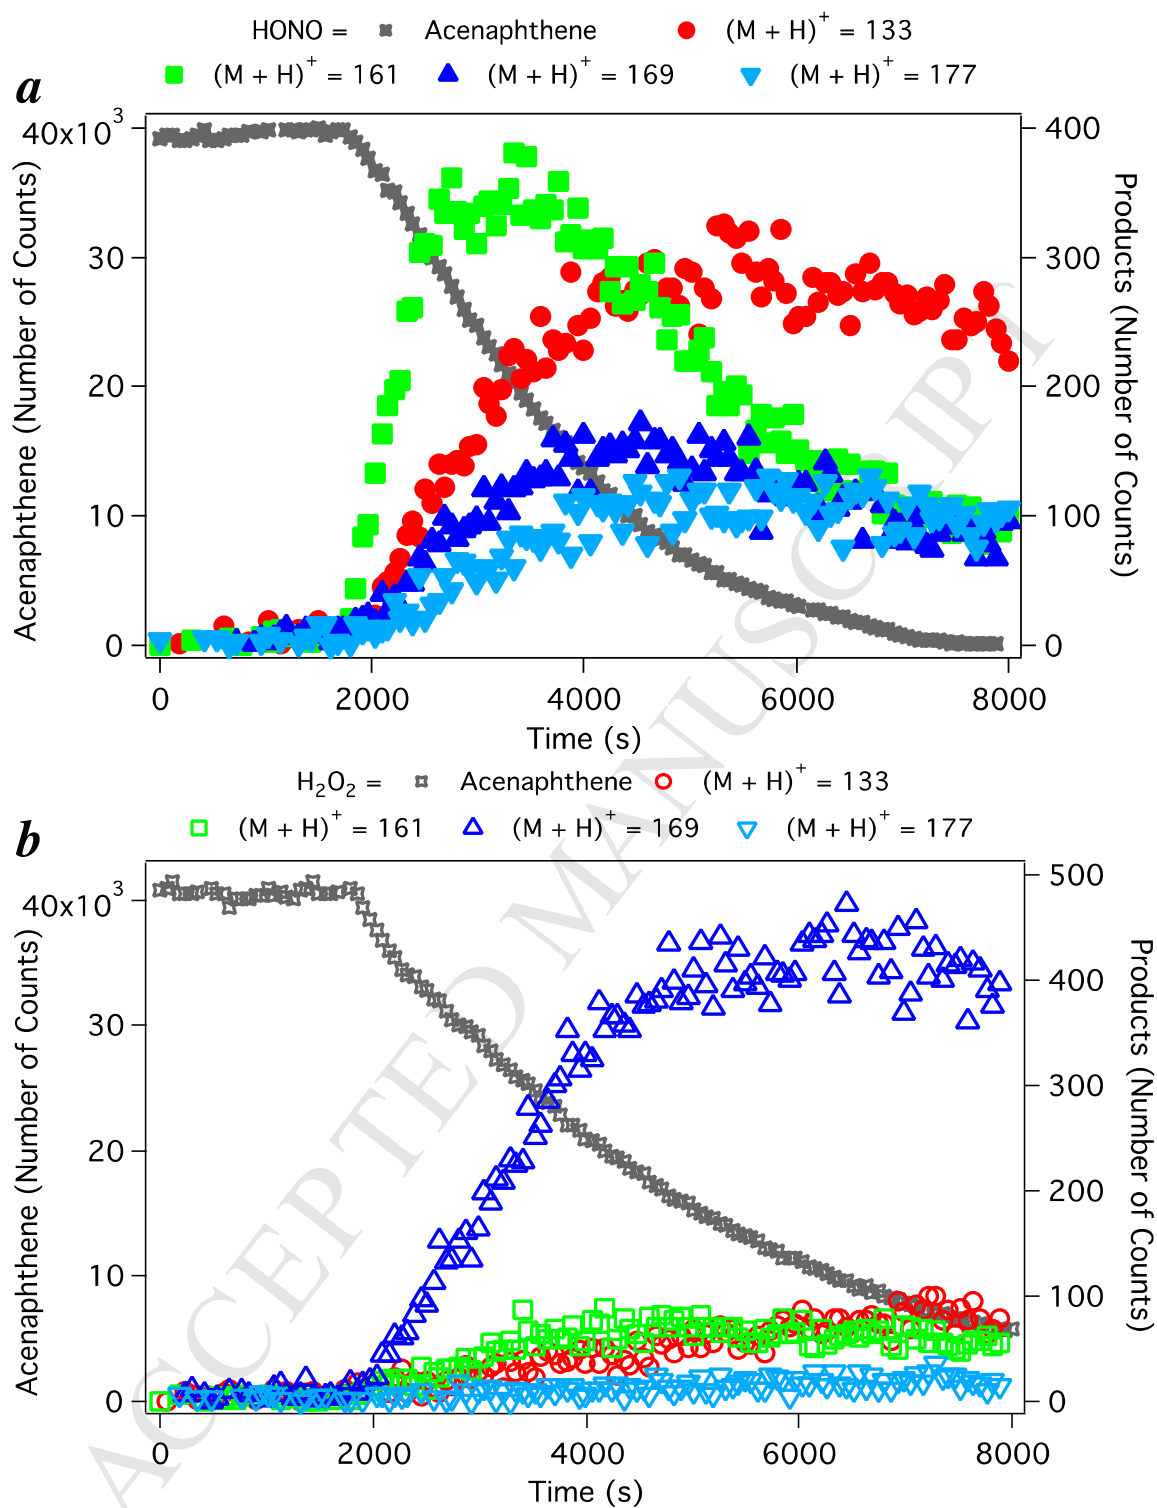 HONO = Acenaphthene (M + H)+ = 133
(M + H)+ = 161 (M + H)+ = 169 (M + H)+ = 177
a
40x10³
30
20
10
0
Acenaphthene (Number of Counts)
400
300
200
100
0
Products (Number of Counts)
0 2000 4000 6000 8000
Time (s)
H₂O₂ = Acenaphthene (M + H)+ = 133
(M + H)+ = 161 (M + H)+ = 169 (M + H)+ = 177
b
40x10³
30
20
10
0
Acenaphthene (Number of Counts)
500
400
300
200
100
0
Products (Number of Counts)
0 2000 4000 6000 8000
Time (s)
ACCEPTED MANUSCRIPT